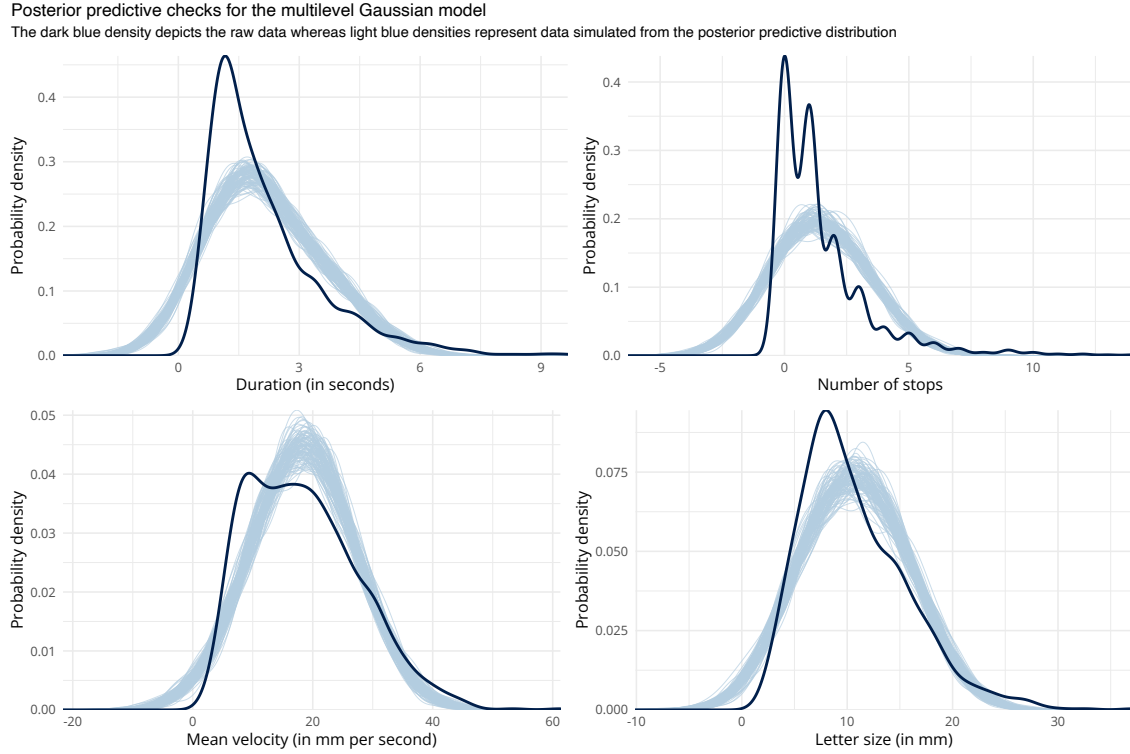 Posterior predictive checks for the multilevel Gaussian model
The dark blue density depicts the raw data whereas light blue densities represent data simulated from the posterior predictive distribution
Probability density
0.4
0.3
0.2
0.1
0.0
0 3 6 9
Duration (in seconds)
Probability density
0.4
0.3
0.2
0.1
0.0
-5 0 5 10
Number of stops
Probability density
0.05
0.04
0.03
0.02
0.01
0.00
-20 0 20 40 60
Mean velocity (in mm per second)
Probability density
0.075
0.050
0.025
0.000
-10 0 10 20 30
Letter size (in mm)